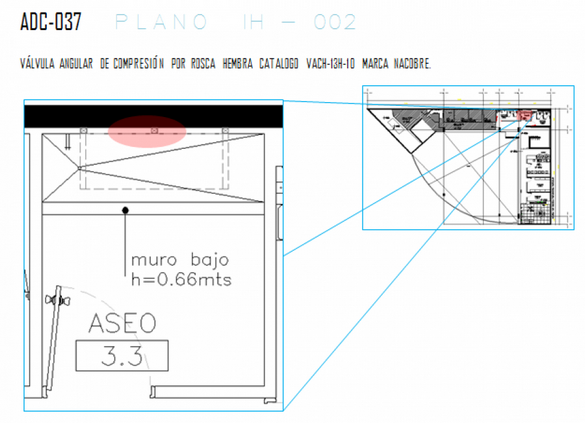 ADC-037 PLANO IH - 002
VÁLVULA ANGULAR DE COMPRESIÓN POR ROSCA HEMBRA CATALOGO VACH-13H-10 MARCA NACOBRE.
muro bajo
h=0.66mts
ASEO
3.3